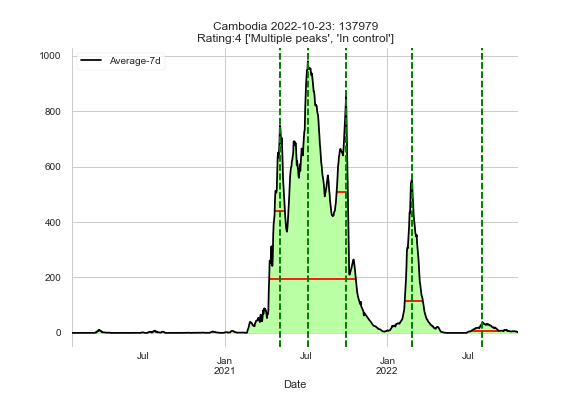 Cambodia 2022-10-23: 137979
Rating:4 ['Multiple peaks', 'In control']
Average-7d
1000
800
600
400
200
0
Jul
Jan
2021
Jul
Jan
2022
Jul
Date